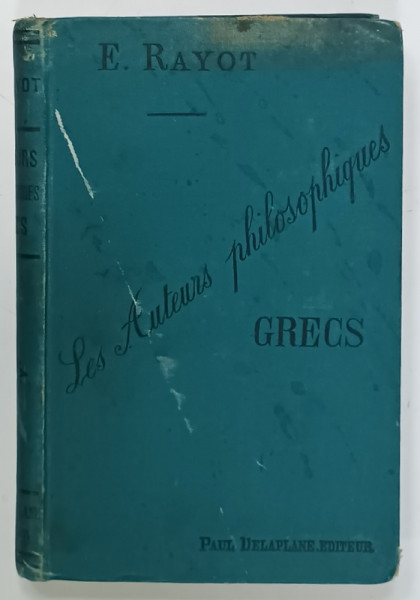 E. RAYOT
Les Auteurs philosophiques
GRECS
PAUL DELAPLANE, EDITEUR.